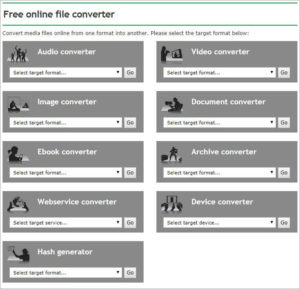 Free online file converter
Convert media files online from one format into another. Please select the target format below:
Audio converter
Select target format...
Go
Video converter
Select target format...
Go
Image converter
Select target format...
Go
Document converter
Select target format...
Go
Ebook converter
Select target format...
Go
Archive converter
Select target format...
Go
Webservice converter
Select target service...
Go
Device converter
Select target device...
Go
Hash generator
Select target format...
Go